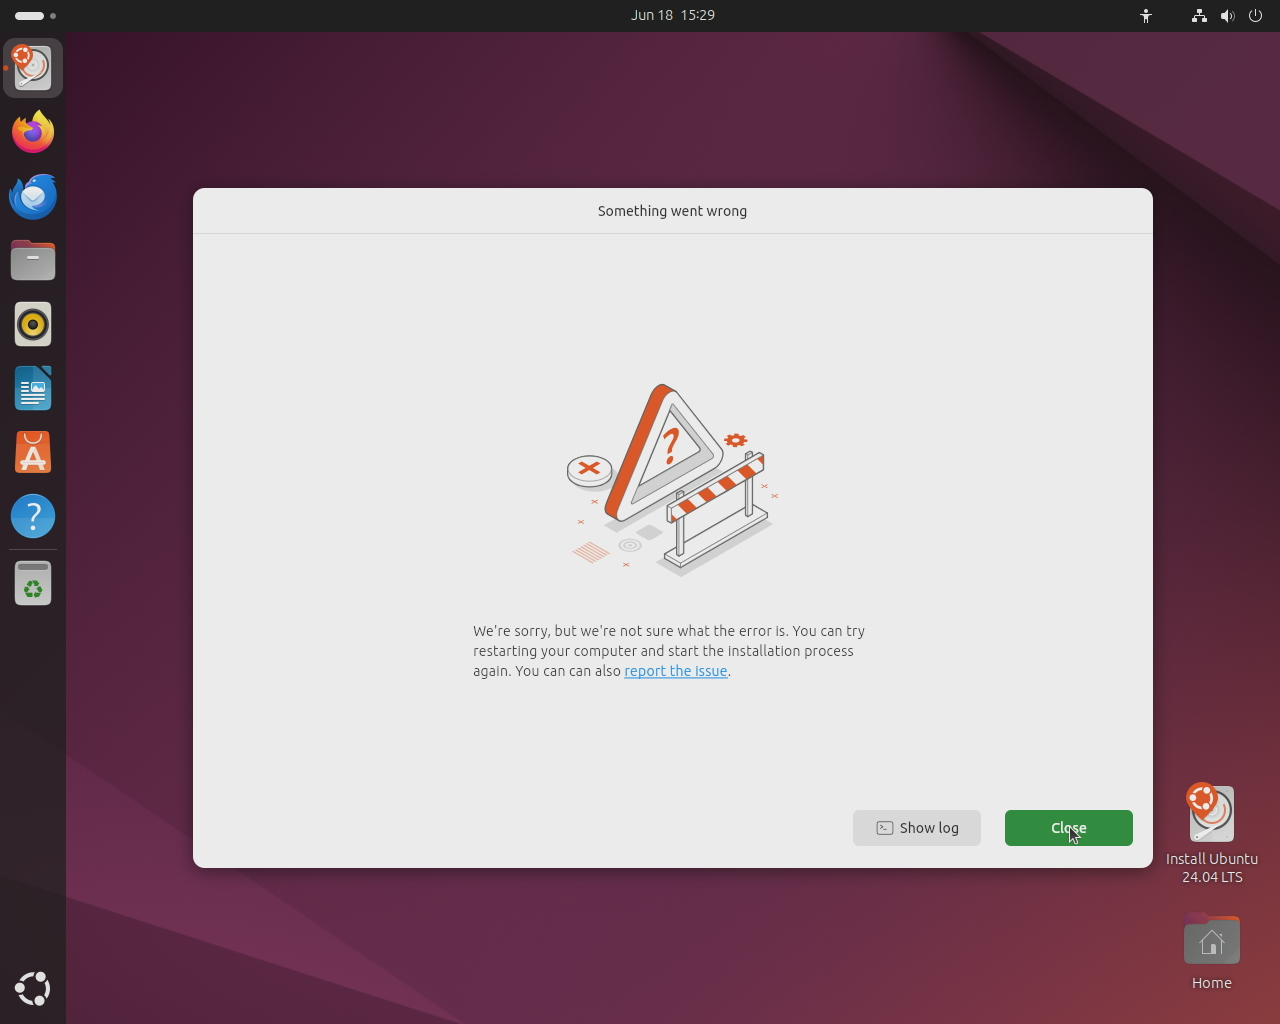 Jun 18 15:29
Something went wrong
?
We're sorry, but we're not sure what the error is. You can try
restarting your computer and start the installation process
again. You can can also report the issue.
Show log
Close
?
Install Ubuntu
24.04 LTS
Home